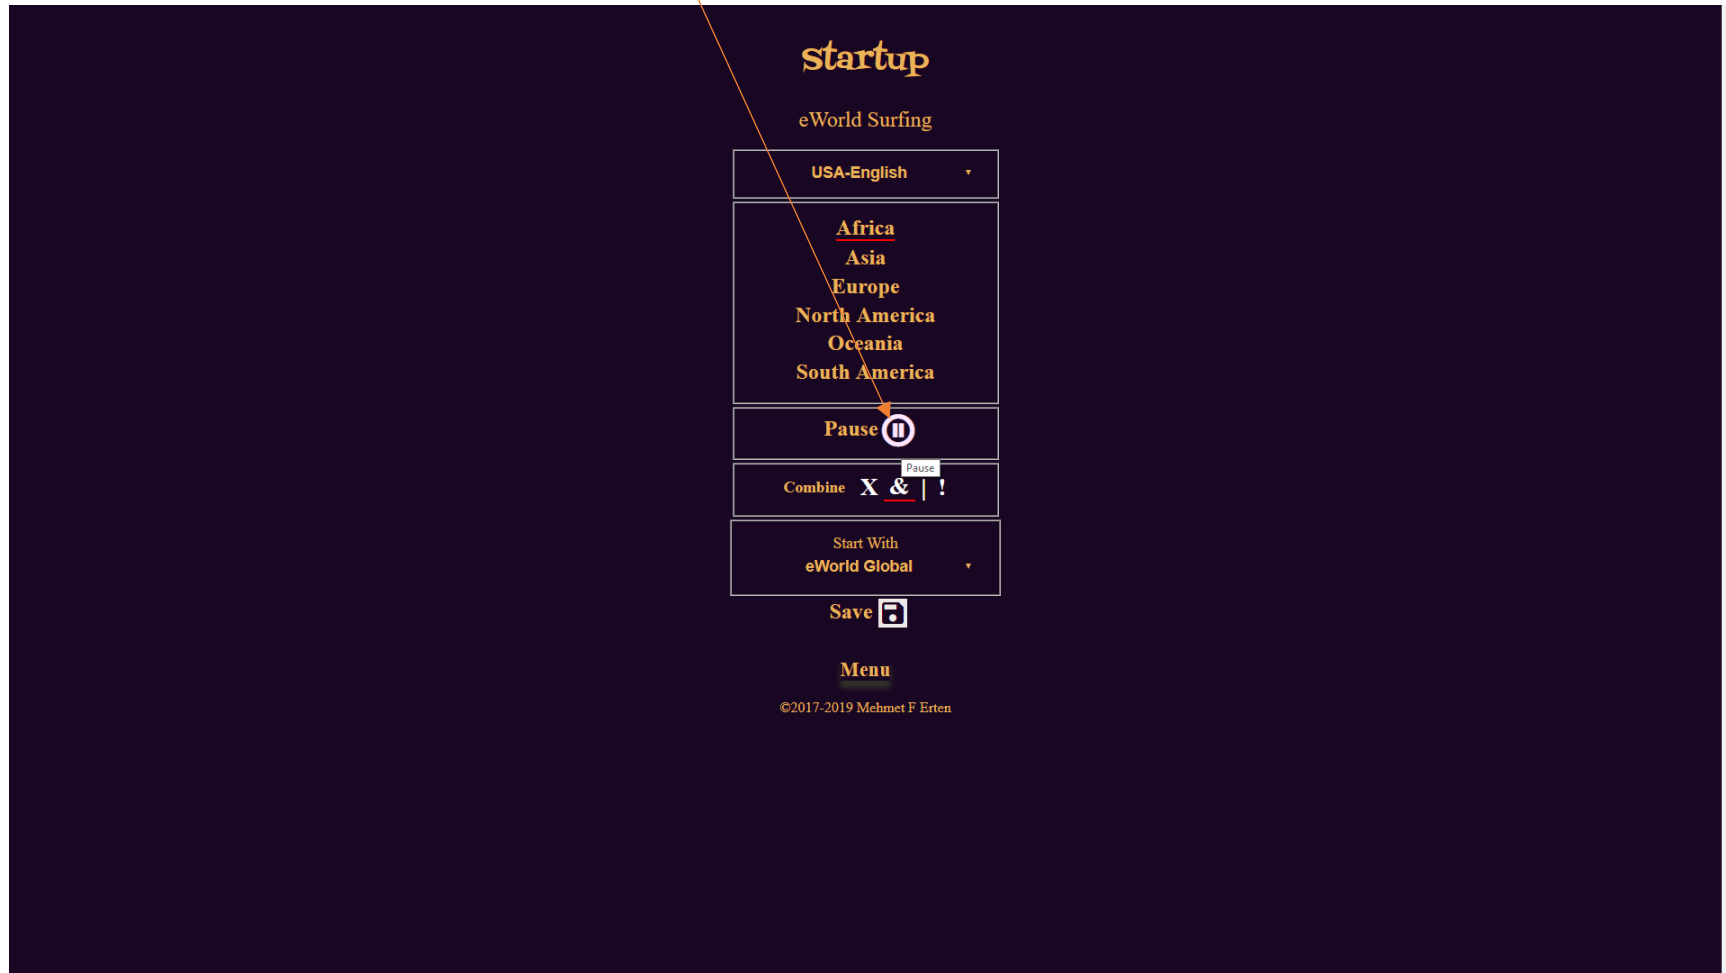 startup
eWorld Surfing
USA-English
Africa
Asia
Europe
North America
Oceania
South America
Pause
Pause
Combine X & | !
Start With
eWorld Global
Save
Menu
©2017-2019 Mehmet F Erten